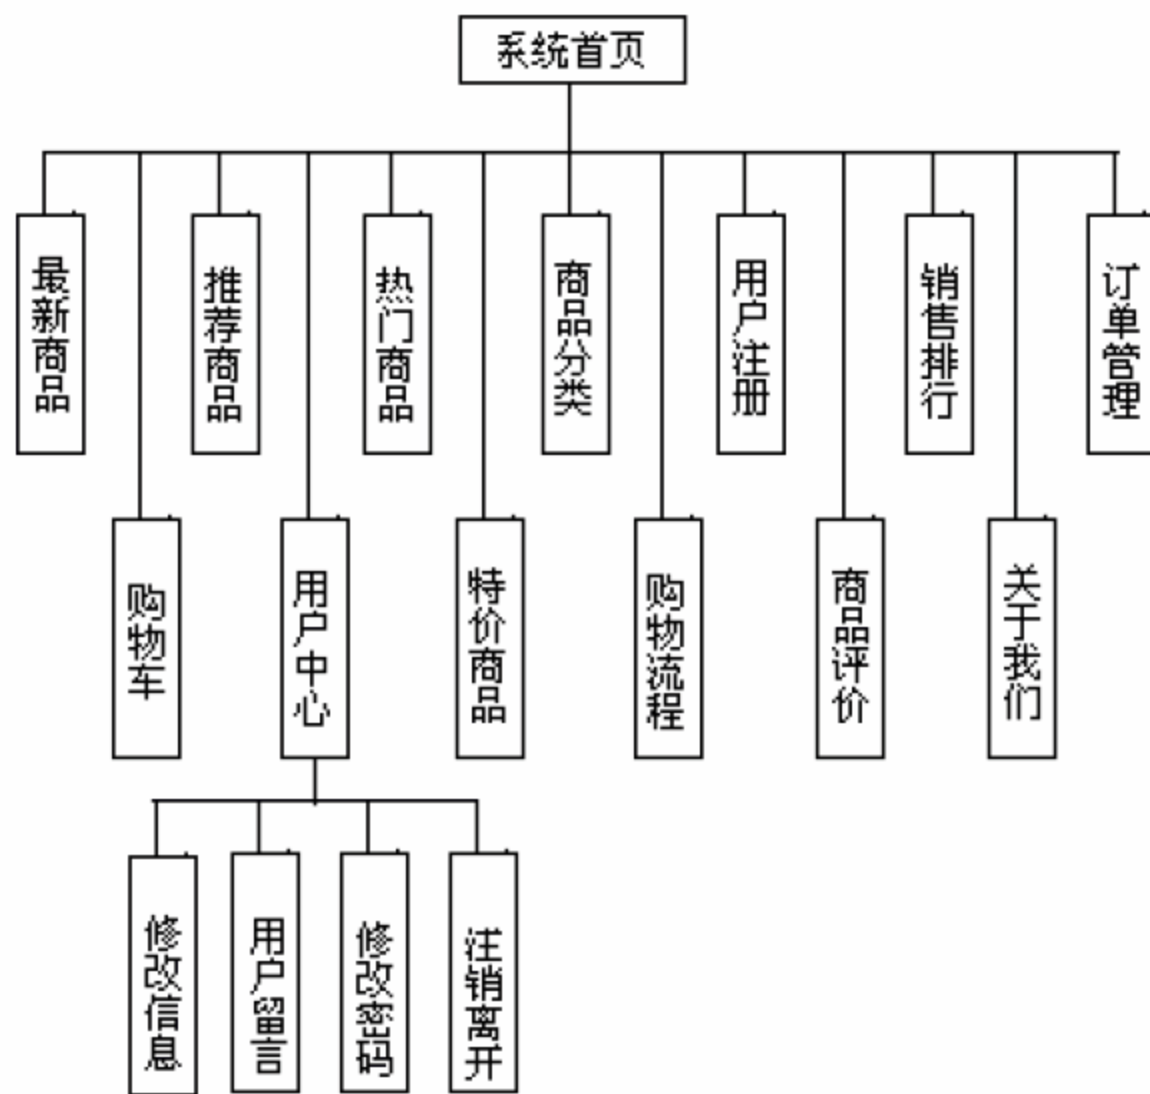 系统首页
最新商品
推荐商品
热门商品
商品分类
用户注册
销售排行
订单管理
购物车
用户中心
特价商品
购物流程
商品评价
关于我们
修改信息
用户留言
修改密码
注销离开